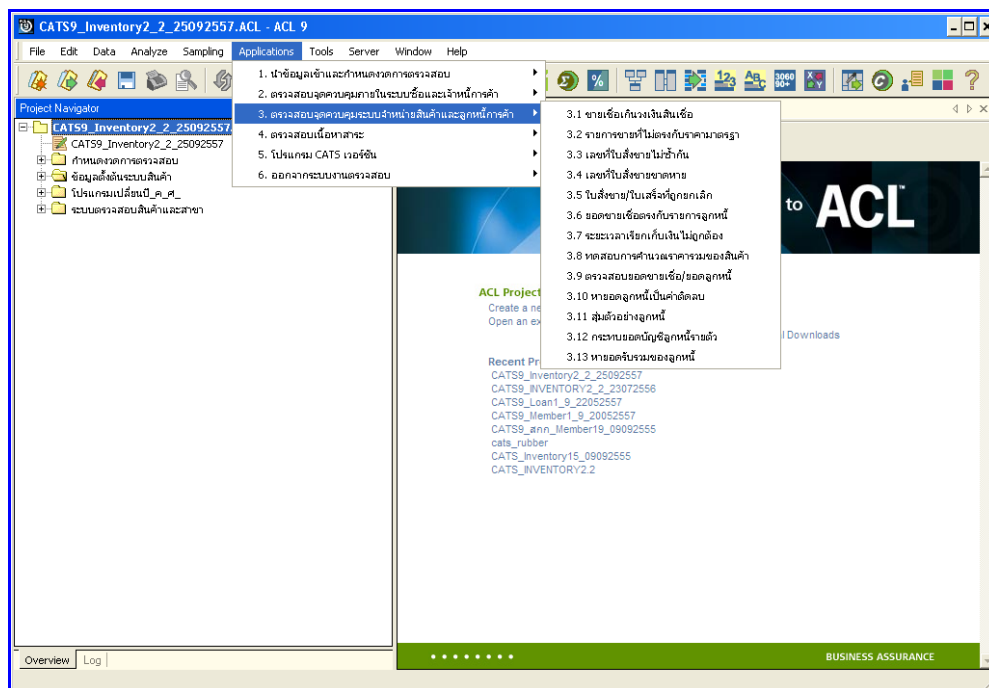 CATS9_Inventory2_2_25092557.ACL - ACL 9
File Edit Data Analyze Sampling Applications Tools Server Window Help
1. นำข้อมูลเข้าและกำหนดงวดการตรวจสอบ
2. ตรวจสอบจุดควบคุมภายในระบบซื้อและเจ้าหนี้การค้า
3. ตรวจสอบจุดควบคุมระบบจำหน่ายสินค้าและลูกหนี้การค้า
4. ตรวจสอบเนื้อหาสาระ
5. โปรแกรม CATS เวอร์ชัน
6. ออกจากระบบงานตรวจสอบ
3.1 ขายเชื่อเกินวงเงินสินเชื่อ
3.2 รายการขายที่ไม่ตรงกับราคามาตรฐา
3.3 เลขที่ใบสั่งขายไม่ซ้ำกัน
3.4 เลขที่ใบสั่งขายขาดหาย
3.5 ใบสั่งขาย/ใบเสร็จที่ถูกยกเลิก
3.6 ยอดขายเชื่อตรงกับรายการลูกหนี้
3.7 ระยะเวลาเรียกเก็บเงินไม่ถูกต้อง
3.8 ทดสอบการคำนวณราคารวมของสินค้า
3.9 ตรวจสอบยอดขายเชื่อ/ยอดลูกหนี้
3.10 หายอดลูกหนี้เป็นค่าติดลบ
3.11 สุ่มตัวอย่างลูกหนี้
3.12 กระทบยอดบัญชีลูกหนี้รายตัว
3.13 หายอดรับรวมของลูกหนี้
Project Navigator
CATS9_Inventory2_2_25092557
CATS9_Inventory2_2_25092557
กำหนดงวดการตรวจสอบ
ข้อมูลตั้งต้นระบบสินค้า
โปรแกรมเปลี่ยนปี_ค_ศ_
ระบบตรวจสอบสินค้าและสาขา
to ACL™
ACL Project
Create a ne
Open an ex
l Downloads
Recent Pr
CATS9_Inventory2_2_25092557
CATS9_INVENTORY2_2_23072556
CATS9_Loan1_9_22052557
CATS9_Member1_9_20052557
CATS9_สกก_Member19_09092555
cats_rubber
CATS_Inventory15_09092555
CATS_INVENTORY2.2
Overview Log
BUSINESS ASSURANCE